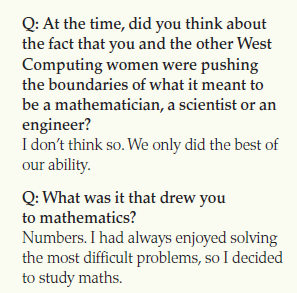 Q: At the time, did you think about
the fact that you and the other West
Computing women were pushing
the boundaries of what it meant to
be a mathematician, a scientist or an
engineer?
I don’t think so. We only did the best of
our ability.
Q: What was it that drew you
to mathematics?
Numbers. I had always enjoyed solving
the most difficult problems, so I decided
to study maths.